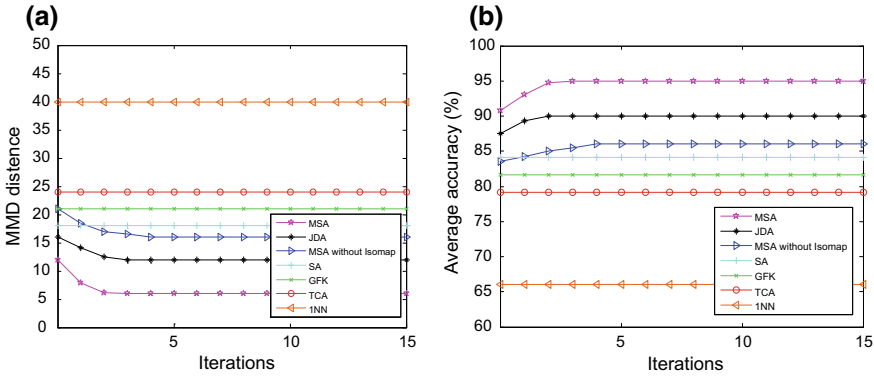 (a)
50
45
40
35
30
25
20
15
10
5
0
MMD distence
5
10
15
Iterations
MSA
JDA
MSA without Isomap
SA
GFK
TCA
1NN
(b)
100
95
90
85
80
75
70
65
60
Average accuracy (%)
5
10
15
Iterations
MSA
JDA
MSA without Isomap
SA
GFK
TCA
1NN